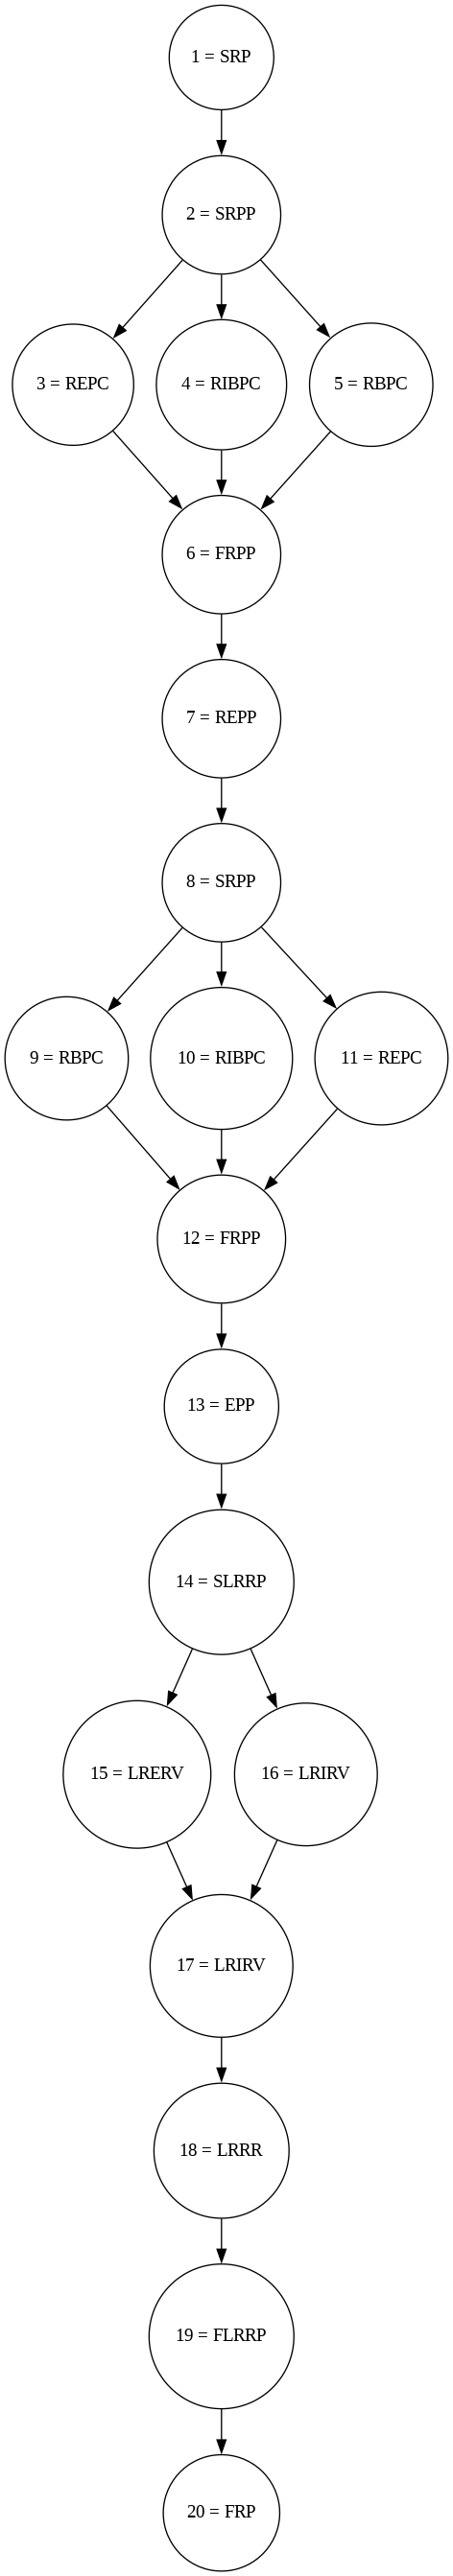 1 = SRP
2 = SRPP
3 = REPC
4 = RIBPC
5 = RBPC
6 = FRPP
7 = REPP
8 = SRPP
9 = RBPC
10 = RIBPC
11 = REPC
12 = FRPP
13 = EPP
14 = SLRRP
15 = LRERV
16 = LRIRV
17 = LRIRV
18 = LRRR
19 = FLRRP
20 = FRP